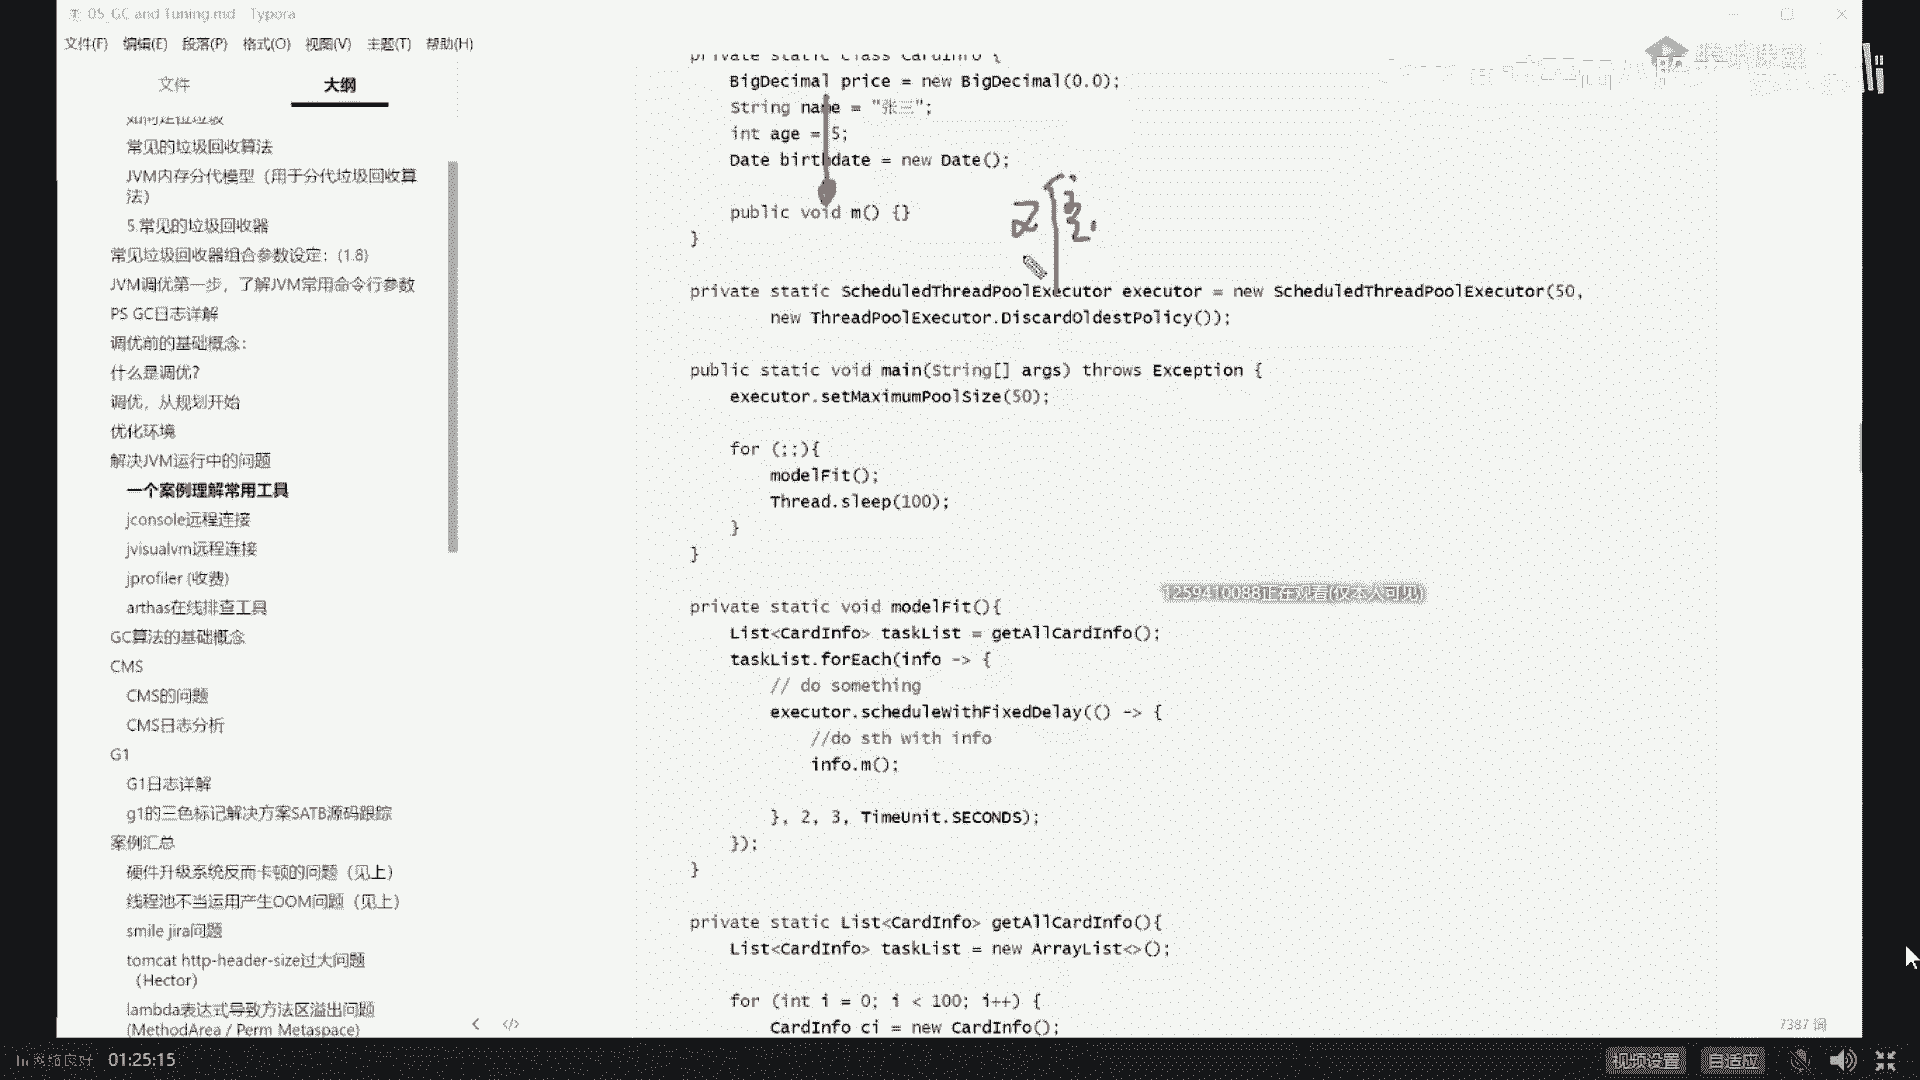 05_GC and Tuning.md - Typora
文件(F) 编辑(E) 段落(P) 格式(O) 视图(V) 主题(T) 帮助(H)
文件 大纲
如何定位垃圾
常见的垃圾回收算法
JVM内存分代模型（用于分代垃圾回收算
法）
5.常见的垃圾回收器
常见垃圾回收器组合参数设定：(1.8)
JVM调优第一步，了解JVM常用命令行参数
PS GC日志详解
调优前的基础概念：
什么是调优？
调优，从规划开始
优化环境
解决JVM运行中的问题
一个案例理解常用工具
jconsole远程连接
jvisualvm远程连接
jprofiler (收费)
arthas在线排查工具
GC算法的基础概念
CMS
CMS的问题
CMS日志分析
G1
G1日志详解
g1的三色标记解决方案SATB源码跟踪
案例汇总
硬件升级系统反而卡顿的问题（见上）
线程池不当运用产生OOM问题（见上）
smile jira问题
tomcat http-header-size过大问题
（Hector）
lambda表达式导致方法区溢出问题
(MethodArea / Perm Metaspace)
private static class CardInfo {
BigDecimal price = new BigDecimal(0.0);
String name = "张三";
int age = 5;
Date birthdate = new Date();
public void m() {}
}
private static ScheduledThreadPoolExecutor executor = new ScheduledThreadPoolExecutor(50,
new ThreadPoolExecutor.DiscardOldestPolicy());
public static void main(String[] args) throws Exception {
executor.setMaximumPoolSize(50);
for (;;){
modelFit();
Thread.sleep(100);
}
}
private static void modelFit(){
List<CardInfo> taskList = getAllCardInfo();
taskList.forEach(info -> {
// do something
executor.scheduleWithFixedDelay(() -> {
//do sth with info
info.m();
}, 2, 3, TimeUnit.SECONDS);
});
}
private static List<CardInfo> getAllCardInfo(){
List<CardInfo> taskList = new ArrayList<>();
for (int i = 0; i < 100; i++) {
CardInfo ci = new CardInfo();
1259410088正在观看(仅本人可见)
7387 词
网络良好 01:25:15
视频设置 自适应